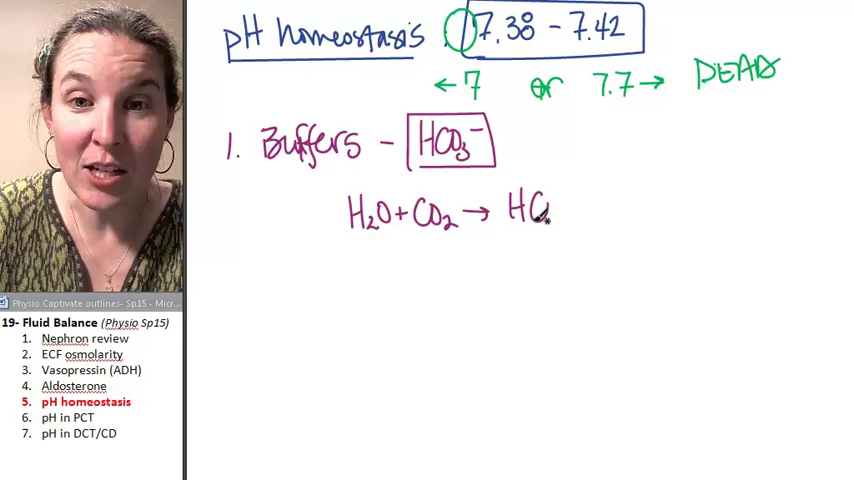 pH homeostasis : 7.38 - 7.42
← 7 or 7.7 → DEAD
1. Buffers - HCO3⁻
H2O + CO2 → HC
Physio Captivate outlines- Sp15 - Micr...
19- Fluid Balance (Physio Sp15)
1. Nephron review
2. ECF osmolarity
3. Vasopressin (ADH)
4. Aldosterone
5. pH homeostasis
6. pH in PCT
7. pH in DCT/CD